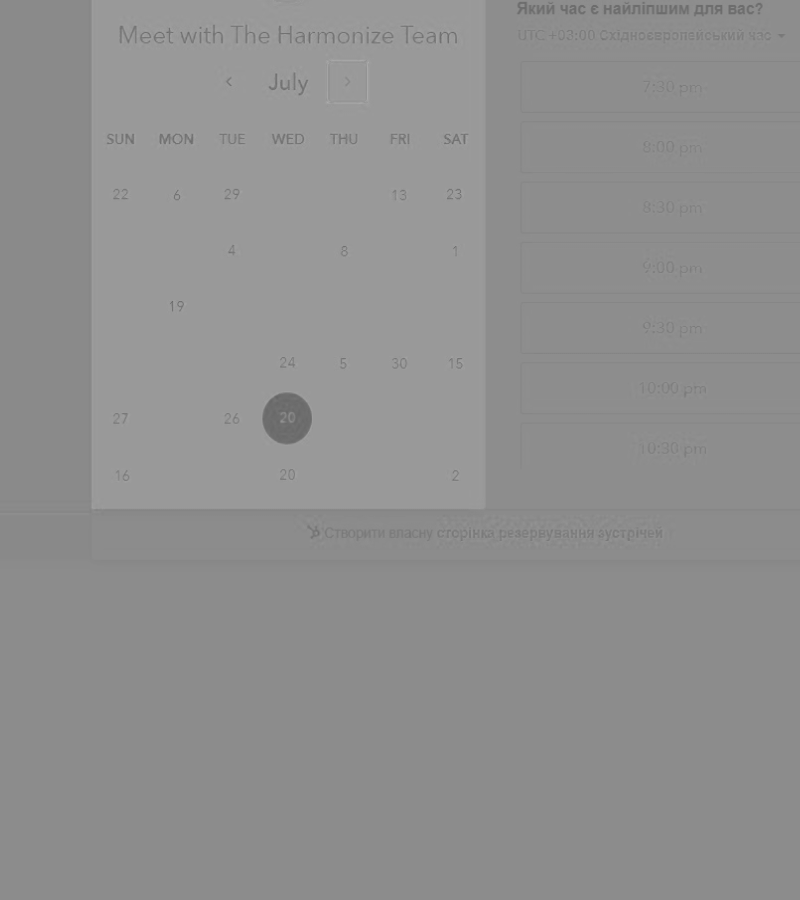 Meet with The Harmonize Team
July
SUN MON TUE WED THU FRI SAT
22 6 29 13 23
4 8 1
19
24 5 30 15
27 26 20
16 20 2
Який час є найліпшим для вас?
UTC +03:00 Східноєвропейський час
7:30 pm
8:00 pm
8:30 pm
9:00 pm
9:30 pm
10:00 pm
10:30 pm
Створити власну сторінка резервування зустрічей